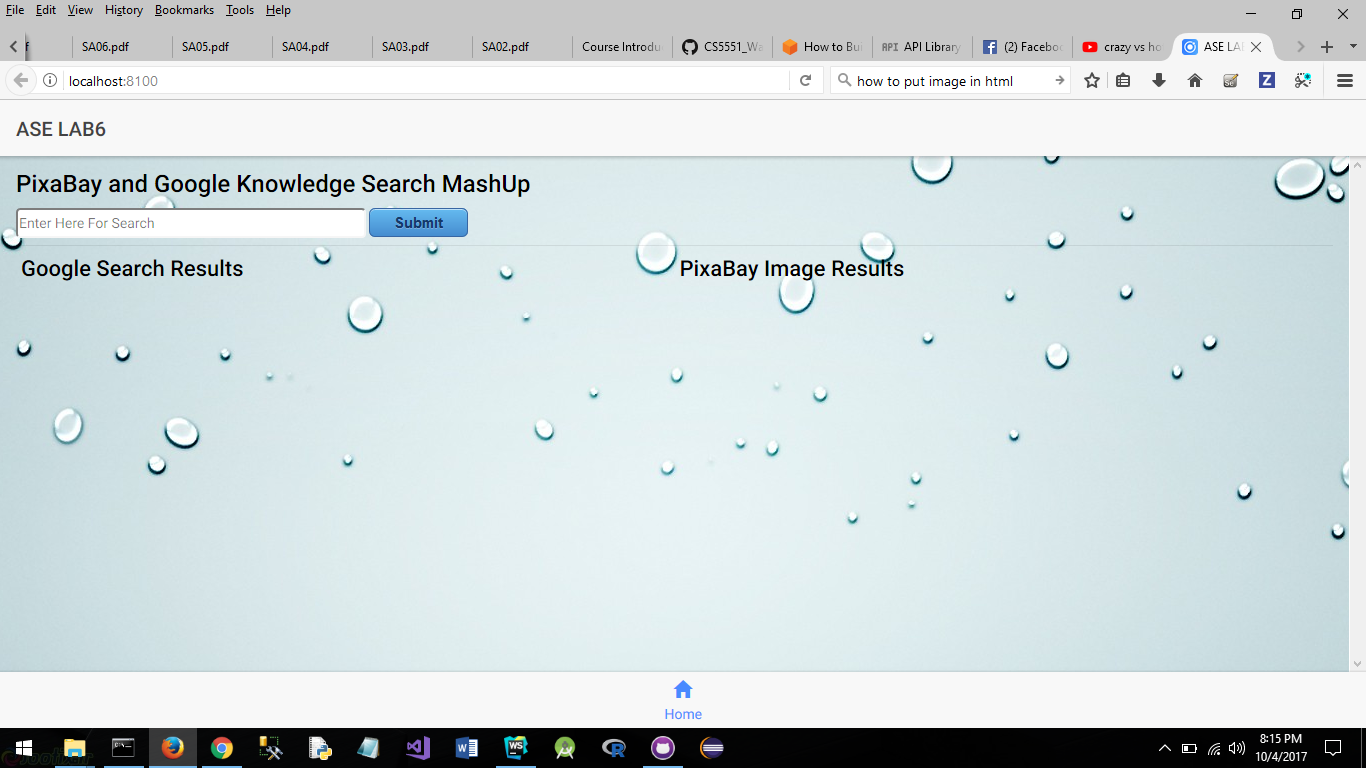 File Edit View History Bookmarks Tools Help
f SA06.pdf SA05.pdf SA04.pdf SA03.pdf SA02.pdf Course Introdu CS5551_Wa How to Bui API API Library (2) Faceboo crazy vs ho ASE LAB
localhost:8100 how to put image in html
ASE LAB6
PixaBay and Google Knowledge Search MashUp
Enter Here For Search Submit
Google Search Results PixaBay Image Results
Home
8:15 PM
10/4/2017